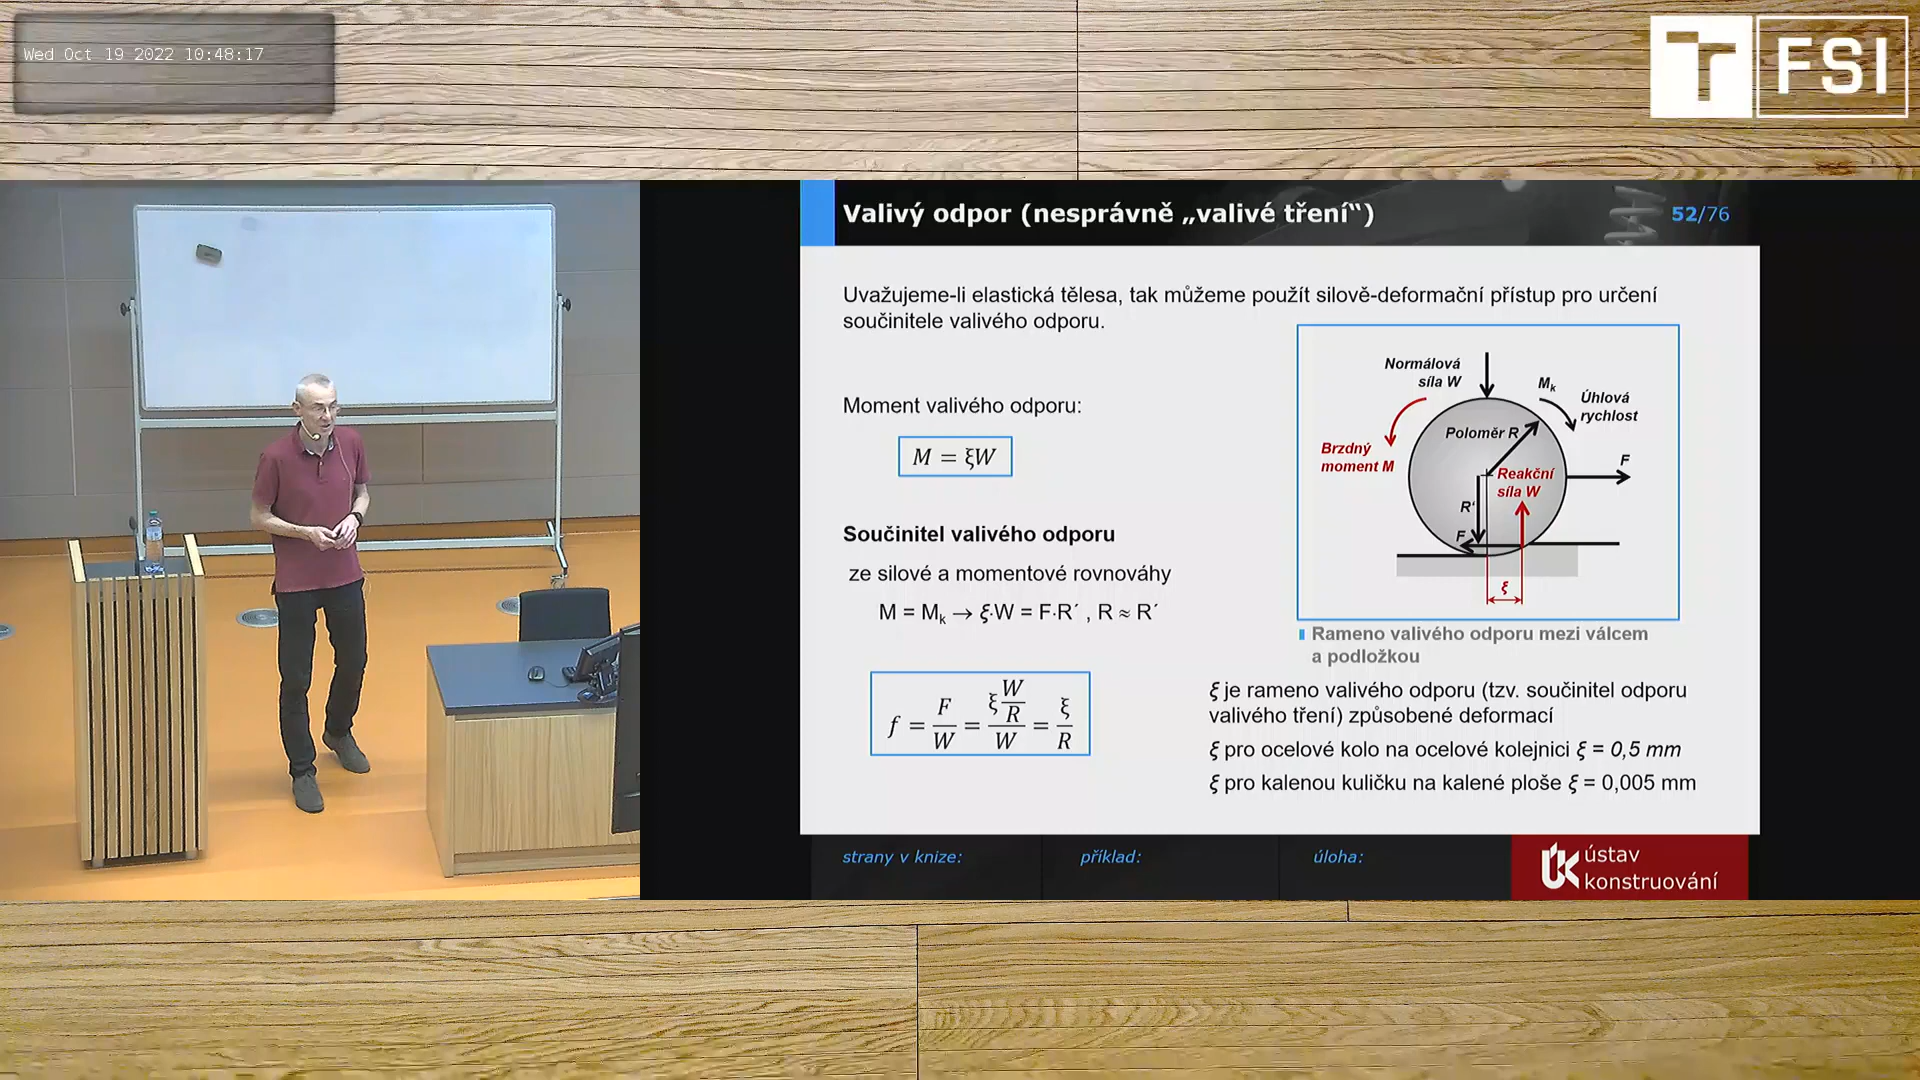 Wed Oct 19 2022 10:48:17
T FSI
Valivý odpor (nesprávně „valivé tření“)
52/76
Uvažujeme-li elastická tělesa, tak můžeme použít silově-deformační přístup pro určení
součinitele valivého odporu.
Moment valivého odporu:
M = ξW
Součinitel valivého odporu
ze silové a momentové rovnováhy
M = Mk → ξ·W = F·R´ , R ≈ R´
f = F/W = ξ W/R / W = ξ/R
Normálová
síla W
Mk
Úhlová
rychlost
Poloměr R
Brzdný
moment M
Reakční
síla W
F
R‘
F
ξ
Rameno valivého odporu mezi válcem
a podložkou
ξ je rameno valivého odporu (tzv. součinitel odporu
valivého tření) způsobené deformací
ξ pro ocelové kolo na ocelové kolejnici ξ = 0,5 mm
ξ pro kalenou kuličku na kalené ploše ξ = 0,005 mm
strany v knize:
příklad:
úloha:
ÚK ústav
konstruování